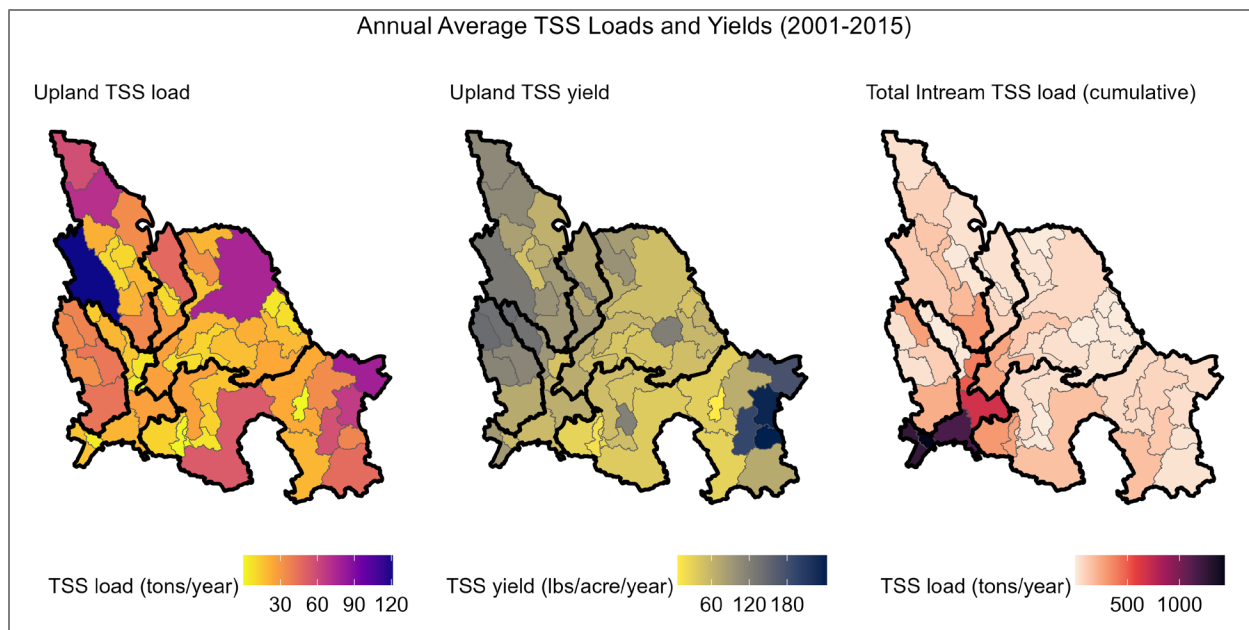 Annual Average TSS Loads and Yields (2001-2015)
Upland TSS load
Upland TSS yield
Total Intream TSS load (cumulative)
TSS load (tons/year)
30 60 90 120
TSS yield (lbs/acre/year)
60 120 180
TSS load (tons/year)
500 1000